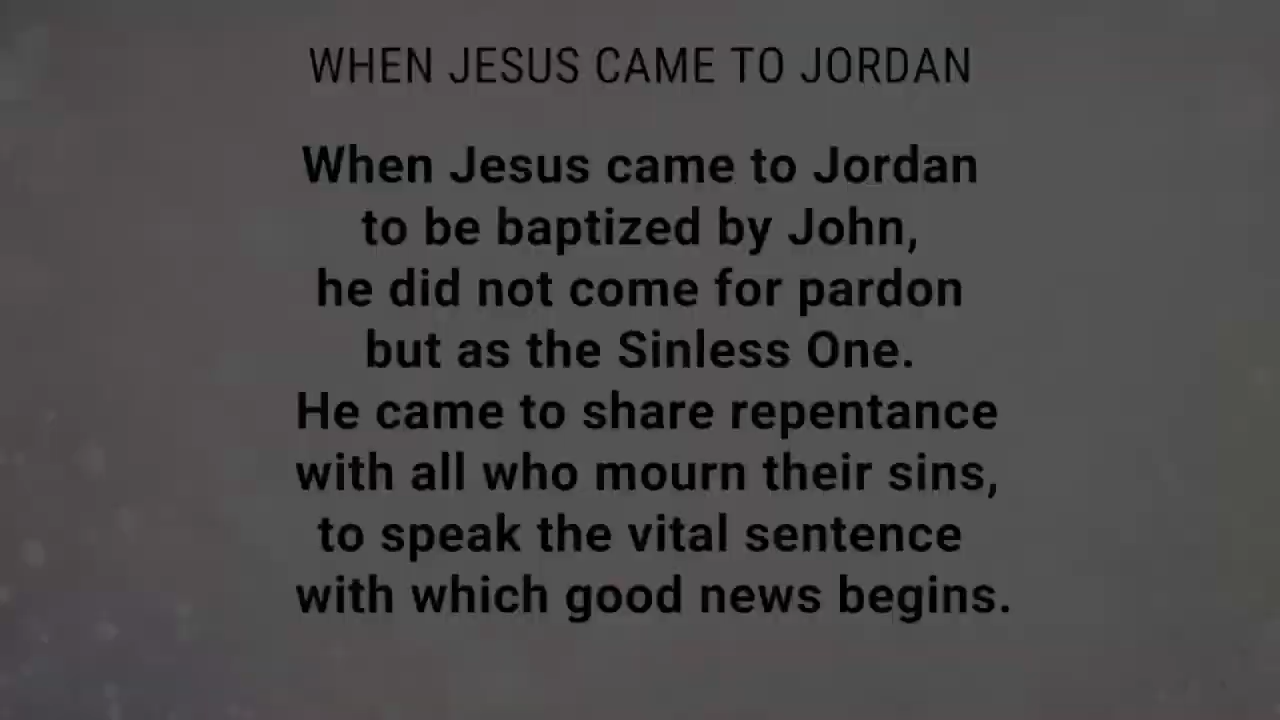 WHEN JESUS CAME TO JORDAN
When Jesus came to Jordan
to be baptized by John,
he did not come for pardon
but as the Sinless One.
He came to share repentance
with all who mourn their sins,
to speak the vital sentence
with which good news begins.